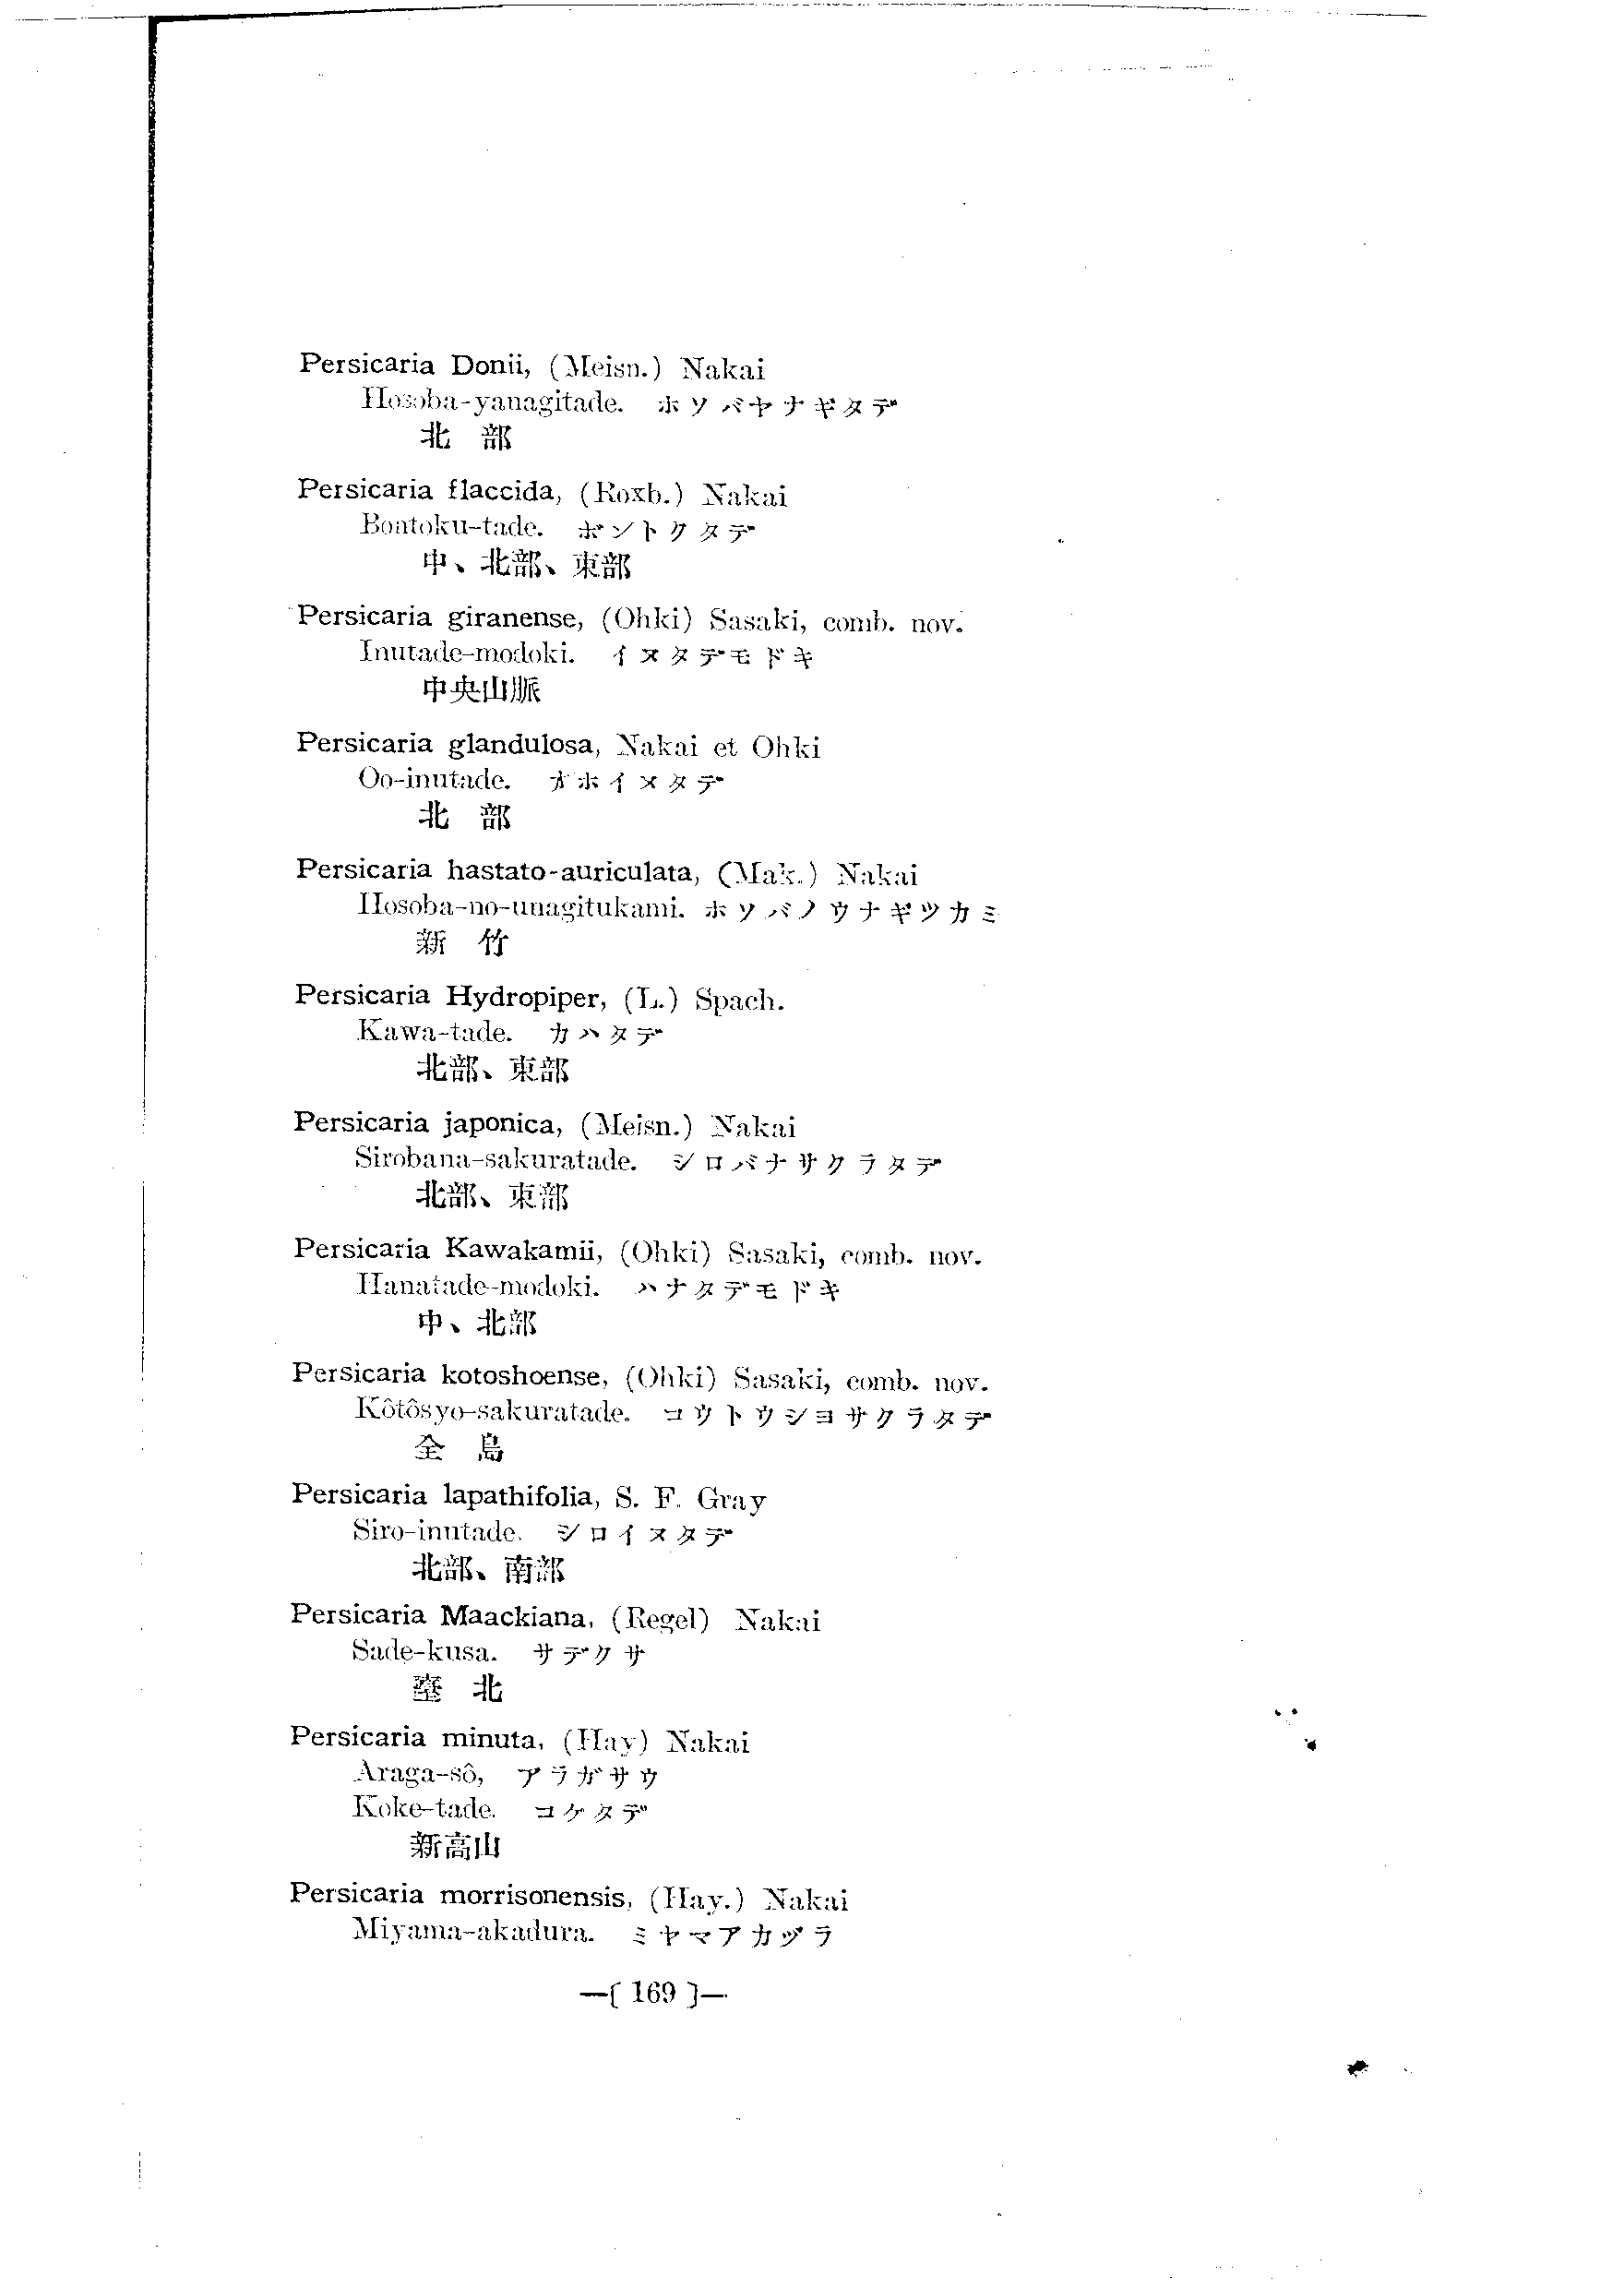 Persicaria Donii, (Meisn.) Nakai
Hosoba-yanagitade. ホソバヤナギタデ
北 部
Persicaria flaccida, (Roxb.) Nakai
Bontoku-tade. ボントクタデ
中、北部、東部
Persicaria giranense, (Ohki) Sasaki, comb. nov.
Inutade-modoki. イヌタデモドキ
中央山脈
Persicaria glandulosa, Nakai et Ohki
Oo-inutade. オホイヌタデ
北 部
Persicaria hastato-auriculata, (Mak.) Nakai
Hosoba-no-unagitukami. ホソバノウナギツカミ
新 竹
Persicaria Hydropiper, (L.) Spach.
Kawa-tade. カハタデ
北部、東部
Persicaria japonica, (Meisn.) Nakai
Sirobana-sakuratade. シロバナサクラタデ
北部、東部
Persicaria Kawakamii, (Ohki) Sasaki, comb. nov.
Hanatade-modoki. ハナタデモドキ
中、北部
Persicaria kotoshoense, (Ohki) Sasaki, comb. nov.
Kôtôsyo-sakuratade. コウトウシヨサクラタデ
全 島
Persicaria lapathifolia, S. F. Gray
Siro-inutade. シロイヌタデ
北部、南部
Persicaria Maackiana, (Regel) Nakai
Sade-kusa. サデクサ
臺 北
Persicaria minuta, (Hay) Nakai
Araga-sô, アラガサウ
Koke-tade. コケタデ
新高山
Persicaria morrisonensis, (Hay.) Nakai
Miyama-akadura. ミヤマアカヅラ
—( 169 )—